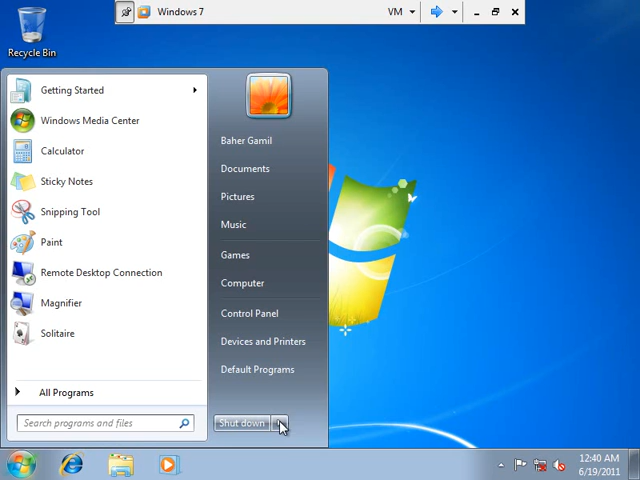 Windows 7
VM
Recycle Bin
Getting Started
Windows Media Center
Calculator
Sticky Notes
Snipping Tool
Paint
Remote Desktop Connection
Magnifier
Solitaire
All Programs
Search programs and files
Baher Gamil
Documents
Pictures
Music
Games
Computer
Control Panel
Devices and Printers
Default Programs
Shut down
12:40 AM
6/19/2011